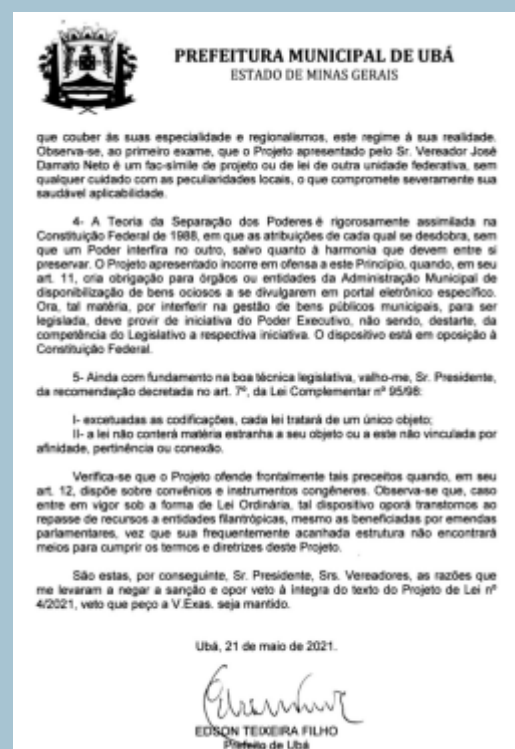 PREFEITURA MUNICIPAL DE UBÁ
ESTADO DE MINAS GERAIS
que couber às suas especialidade e regionalismos, este regime à sua realidade.
Observa-se, ao primeiro exame, que o Projeto apresentado pelo Sr. Vereador José
Damato Neto é um fac-símile de projeto ou de lei de outra unidade federativa, sem
qualquer cuidado com as peculiaridades locais, o que compromete severamente sua
saudável aplicabilidade.
4- A Teoria da Separação dos Poderes é rigorosamente assimilada na
Constituição Federal de 1988, em que as atribuições de cada qual se desdobra, sem
que um Poder interfira no outro, salvo quanto à harmonia que devem entre si
preservar. O Projeto apresentado incorre em ofensa a este Princípio, quando, em seu
art. 11, cria obrigação para órgãos ou entidades da Administração Municipal de
disponibilização de bens ociosos a se divulgarem em portal eletrônico específico.
Ora, tal matéria, por interferir na gestão de bens públicos municipais, para ser
legislada, deve provir de iniciativa do Poder Executivo, não sendo, destarte, da
competência do Legislativo a respectiva iniciativa. O dispositivo está em oposição à
Constituição Federal.
5- Ainda com fundamento na boa técnica legislativa, valho-me, Sr. Presidente,
da recomendação decretada no art. 7º, da Lei Complementar nº 95/98:
I- excetuadas as codificações, cada lei tratará de um único objeto;
II- a lei não conterá matéria estranha a seu objeto ou a este não vinculada por
afinidade, pertinência ou conexão.
Verifica-se que o Projeto ofende frontalmente tais preceitos quando, em seu
art. 12, dispõe sobre convênios e instrumentos congêneres. Observa-se que, caso
entre em vigor sob a forma de Lei Ordinária, tal dispositivo oporá transtornos ao
repasse de recursos a entidades filantrópicas, mesmo as beneficiadas por emendas
parlamentares, vez que sua frequentemente acanhada estrutura não encontrará
meios para cumprir os termos e diretrizes deste Projeto.
São estas, por conseguinte, Sr. Presidente, Srs. Vereadores, as razões que
me levaram a negar a sanção e opor veto à íntegra do texto do Projeto de Lei nº
4/2021, veto que peço a V.Exas. seja mantido.
Ubá, 21 de maio de 2021.
EDSON TEIXEIRA FILHO
Prefeito de Ubá